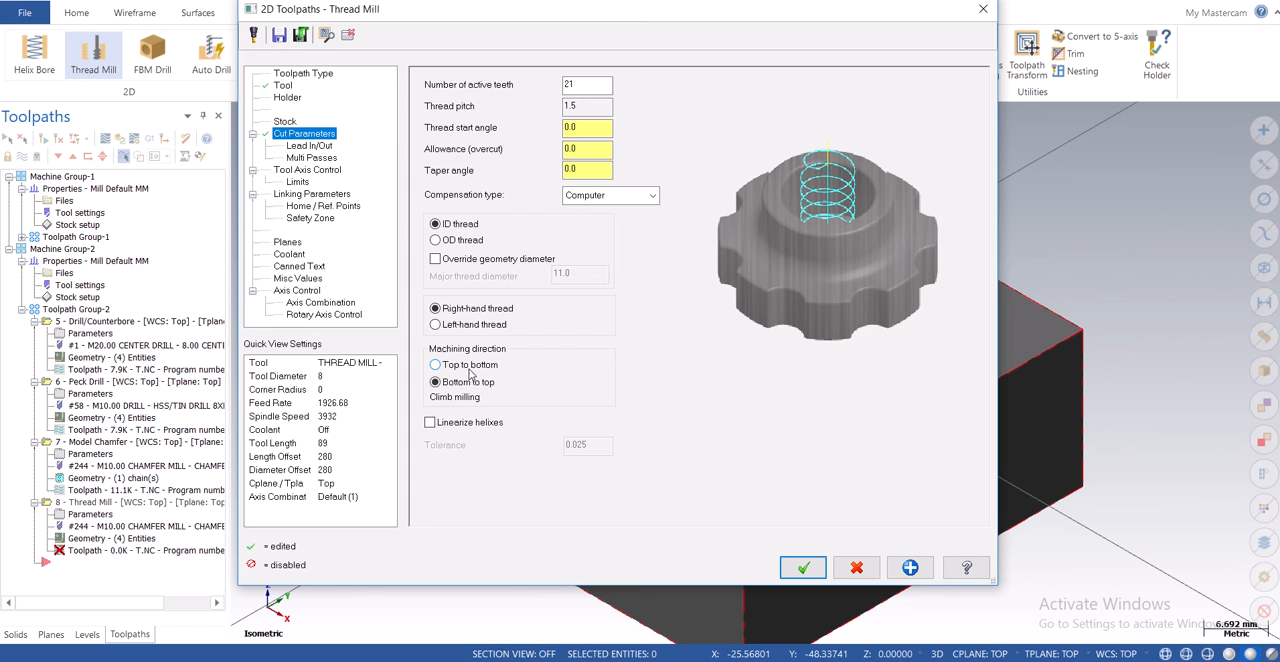 File
Home
Wireframe
Surfaces
My Mastercam
Helix Bore
Thread Mill
FBM Drill
Auto Drill
2D
Toolpath Transform
Convert to 5-axis
Trim
Nesting
Check Holder
Utilities
Toolpaths
Machine Group-1
Properties - Mill Default MM
Files
Tool settings
Stock setup
Toolpath Group-1
Machine Group-2
Properties - Mill Default MM
Files
Tool settings
Stock setup
Toolpath Group-2
5 - Drill/Counterbore - [WCS: Top] - [Tplane:
Parameters
#1 - M20.00 CENTER DRILL - 8.00 CENTE
Geometry - (4) Entities
Toolpath - 7.9K - T.NC - Program numbe
6 - Peck Drill - [WCS: Top] - [Tplane: Top]
Parameters
#58 - M10.00 DRILL - HSS/TIN DRILL 8X
Geometry - (4) Entities
Toolpath - 7.9K - T.NC - Program numbe
7 - Model Chamfer - [WCS: Top] - [Tplane:
Parameters
#244 - M10.00 CHAMFER MILL - CHAMFE
Geometry - (1) chain(s)
Toolpath - 11.1K - T.NC - Program numb
8 - Thread Mill - [WCS: Top] - [Tplane: Top
Parameters
#244 - M10.00 CHAMFER MILL - CHAMFE
Geometry - (4) Entities
Toolpath - 0.0K - T.NC - Program numbe
Solids
Planes
Levels
Toolpaths
2D Toolpaths - Thread Mill
Toolpath Type
Tool
Holder
Stock
Cut Parameters
Lead In/Out
Multi Passes
Tool Axis Control
Limits
Linking Parameters
Home / Ref. Points
Safety Zone
Planes
Coolant
Canned Text
Misc Values
Axis Control
Axis Combination
Rotary Axis Control
Quick View Settings
Tool THREAD MILL -
Tool Diameter 8
Corner Radius 0
Feed Rate 1926.68
Spindle Speed 3932
Coolant Off
Tool Length 89
Length Offset 280
Diameter Offset 280
Cplane / Tpla Top
Axis Combinat Default (1)
= edited
= disabled
Number of active teeth 21
Thread pitch 1.5
Thread start angle 0.0
Allowance (overcut) 0.0
Taper angle 0.0
Compensation type: Computer
ID thread
OD thread
Override geometry diameter
Major thread diameter 11.0
Right-hand thread
Left-hand thread
Machining direction
Top to bottom
Bottom to top
Climb milling
Linearize helixes
Tolerance 0.025
Z
Y
X
Isometric
Activate Windows
Go to Settings to activate Windows
6.692 mm
Metric
SECTION VIEW: OFF SELECTED ENTITIES: 0 X: -25.56801 Y: -48.33741 Z: 0.00000 3D CPLANE: TOP TPLANE: TOP WCS: TOP